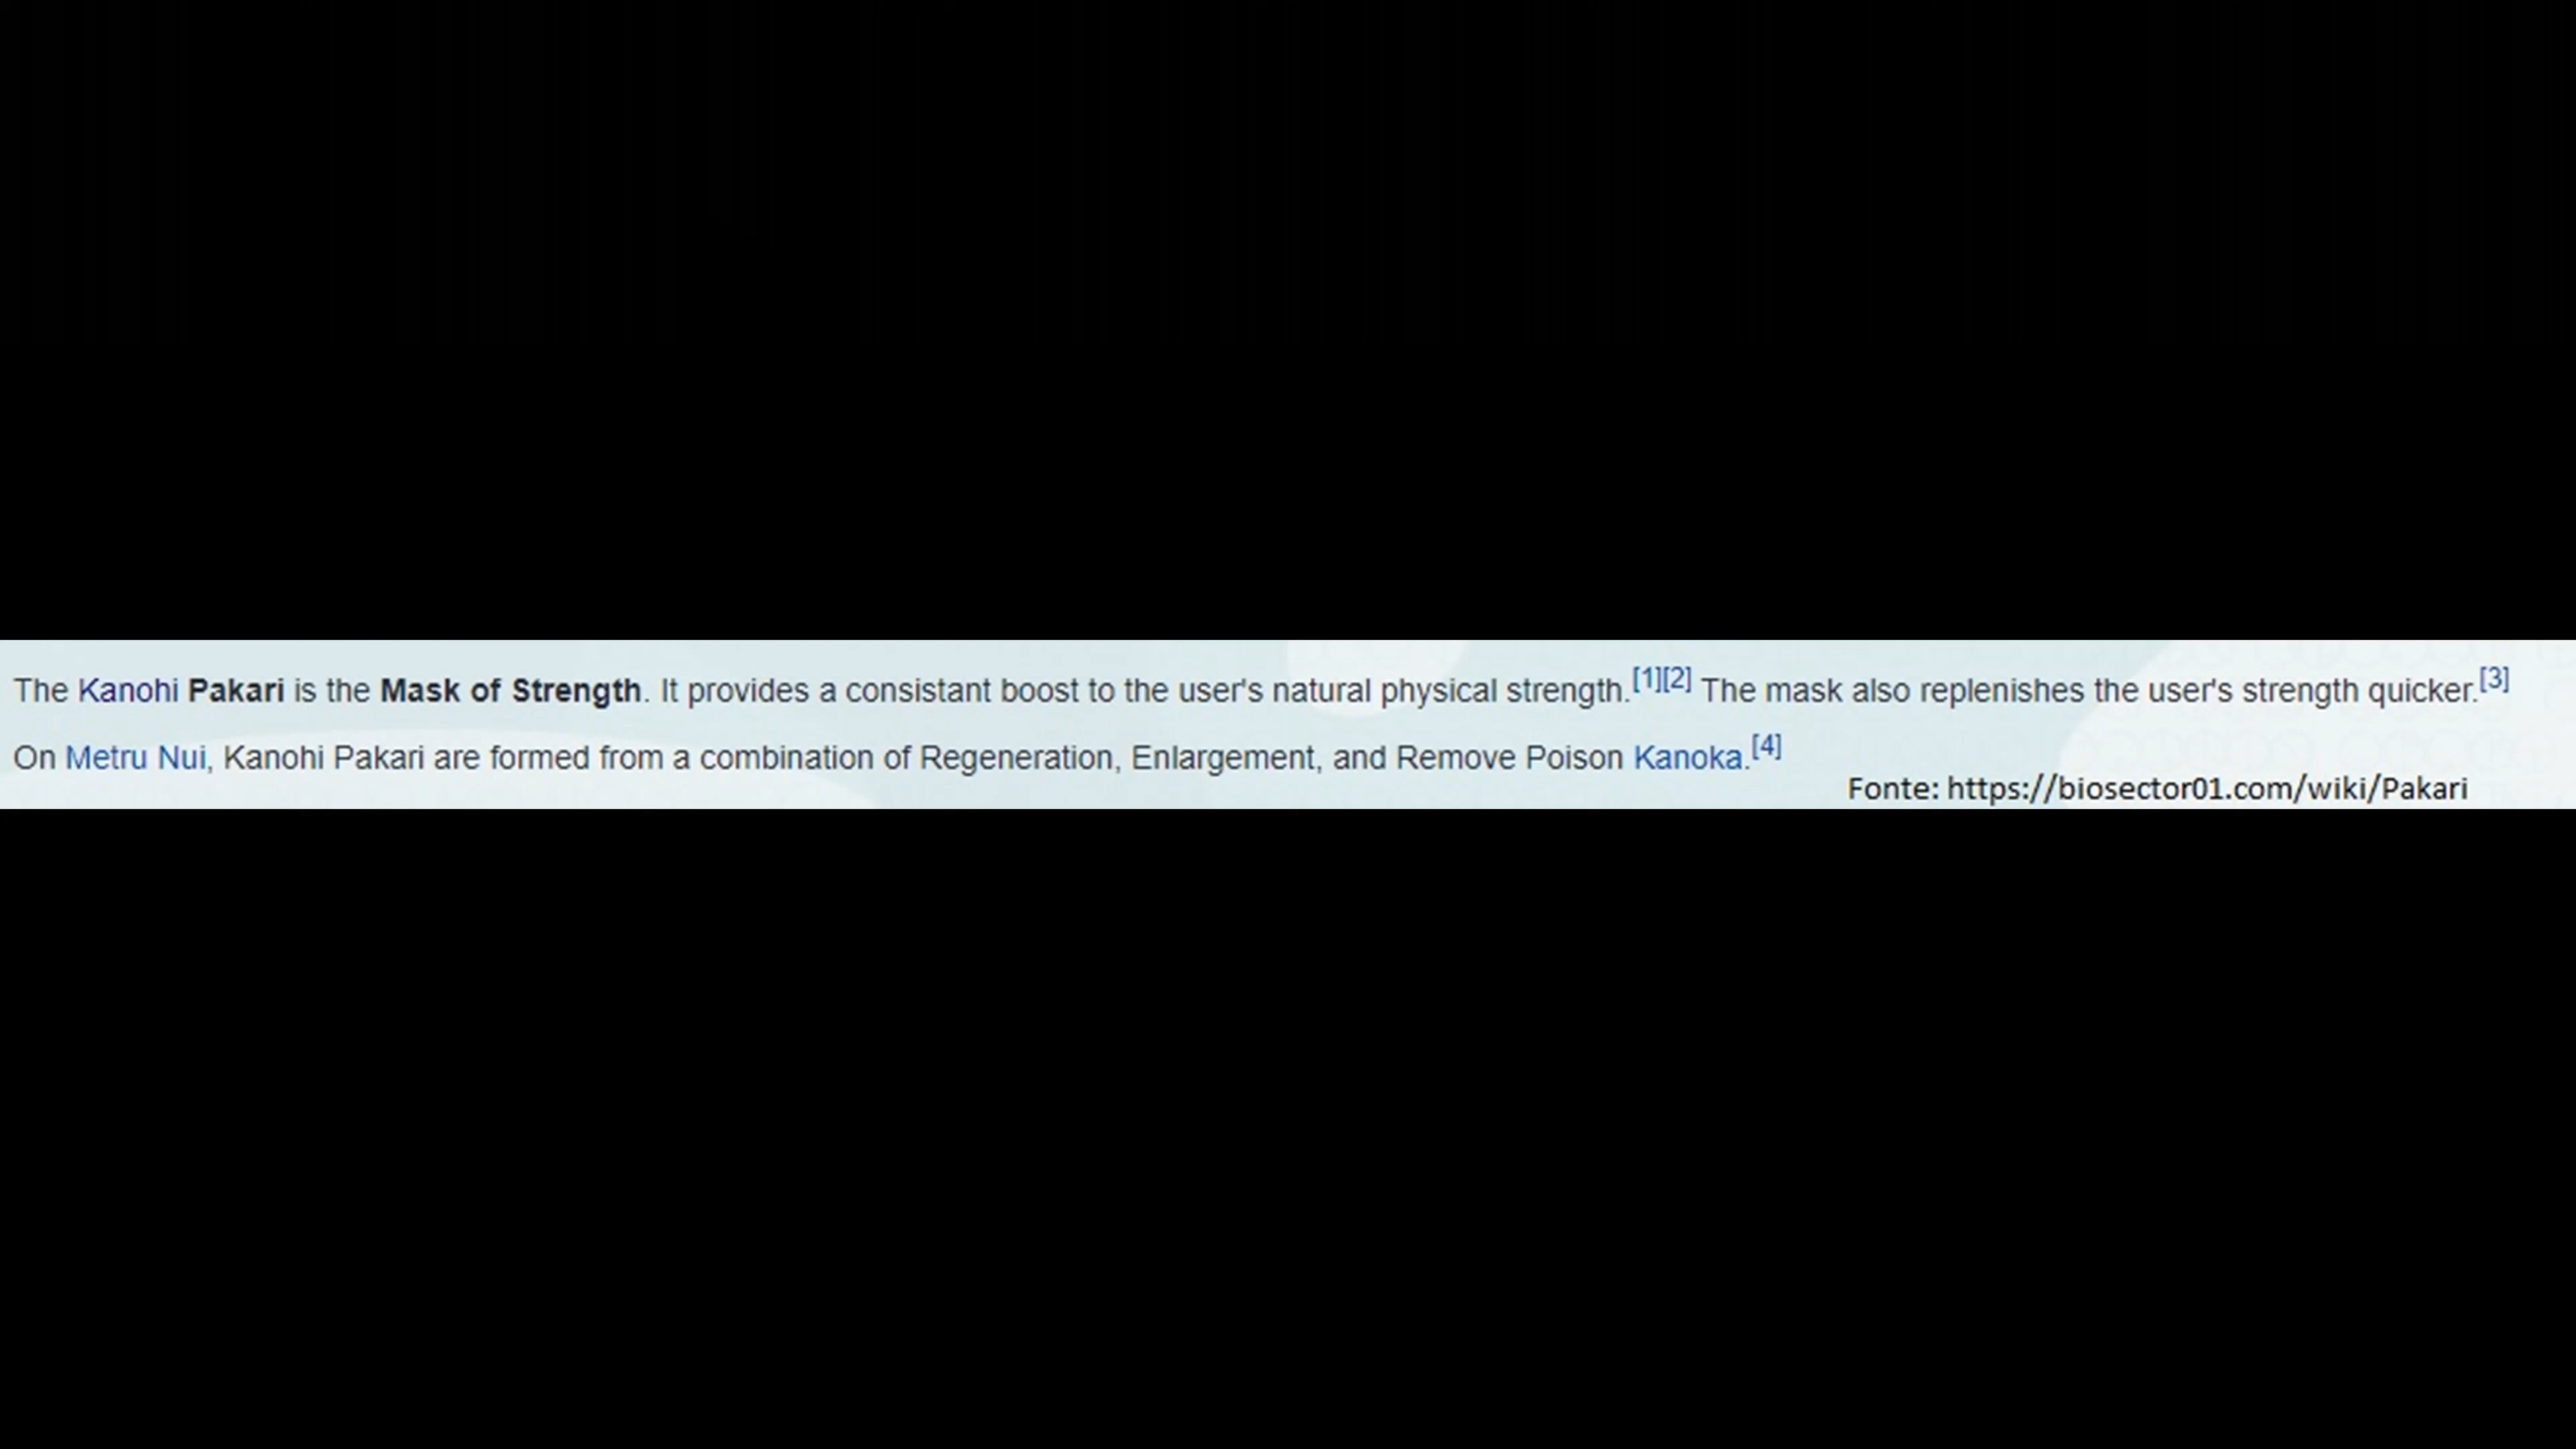 The Kanohi Pakari is the Mask of Strength. It provides a consistant boost to the user's natural physical strength.[1][2] The mask also replenishes the user's strength quicker.[3]
On Metru Nui, Kanohi Pakari are formed from a combination of Regeneration, Enlargement, and Remove Poison Kanoka.[4]
Fonte: https://biosector01.com/wiki/Pakari